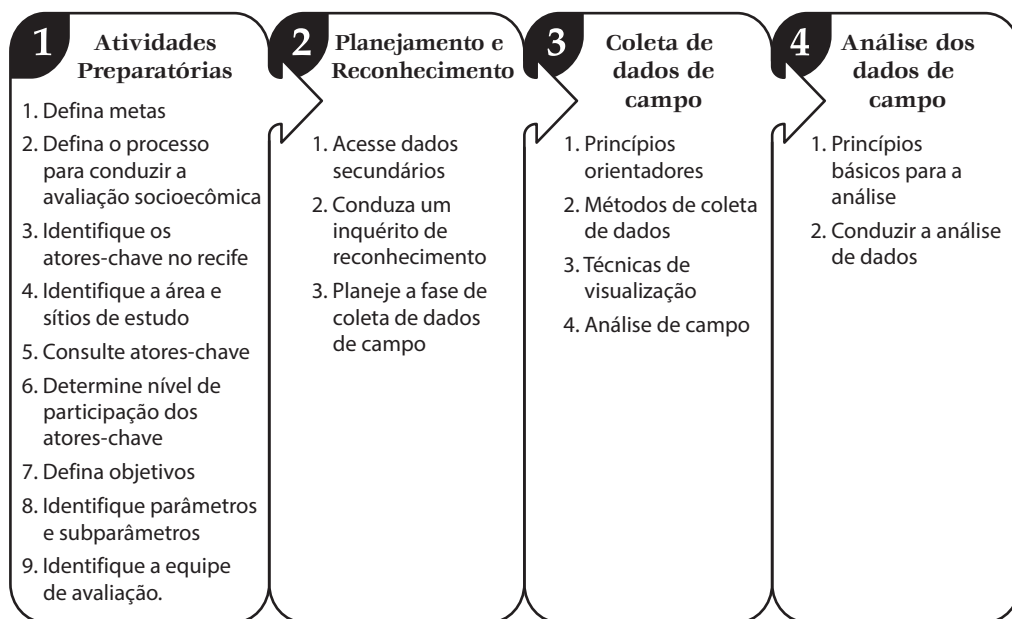 1
Atividades
Preparatórias
1. Defina metas
2. Defina o processo
para conduzir a
avaliação socioecômica
3. Identifique os
atores-chave no recife
4. Identifique a área e
sítios de estudo
5. Consulte atores-chave
6. Determine nível de
participação dos
atores-chave
7. Defina objetivos
8. Identifique parâmetros
e subparâmetros
9. Identifique a equipe
de avaliação.
2
Planejamento e
Reconhecimento
1. Acesse dados
secundários
2. Conduza um
inquérito de
reconhecimento
3. Planeje a fase de
coleta de dados
de campo
3
Coleta de
dados de
campo
1. Princípios
orientadores
2. Métodos de coleta
de dados
3. Técnicas de
visualização
4. Análise de campo
4
Análise dos
dados de
campo
1. Princípios
básicos para a
análise
2. Conduzir a análise
de dados